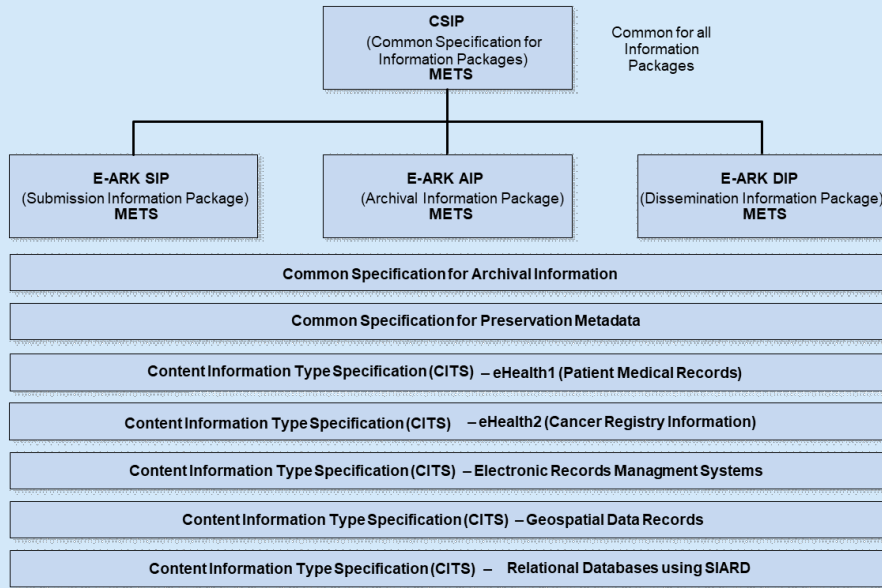 CSIP
(Common Specification for
Information Packages)
METS
Common for all
Information
Packages
E-ARK SIP
(Submission Information Package)
METS
E-ARK AIP
(Archival Information Package)
METS
E-ARK DIP
(Dissemination Information Package)
METS
Common Specification for Archival Information
Common Specification for Preservation Metadata
Content Information Type Specification (CITS) – eHealth1 (Patient Medical Records)
Content Information Type Specification (CITS) – eHealth2 (Cancer Registry Information)
Content Information Type Specification (CITS) – Electronic Records Managment Systems
Content Information Type Specification (CITS) – Geospatial Data Records
Content Information Type Specification (CITS) – Relational Databases using SIARD